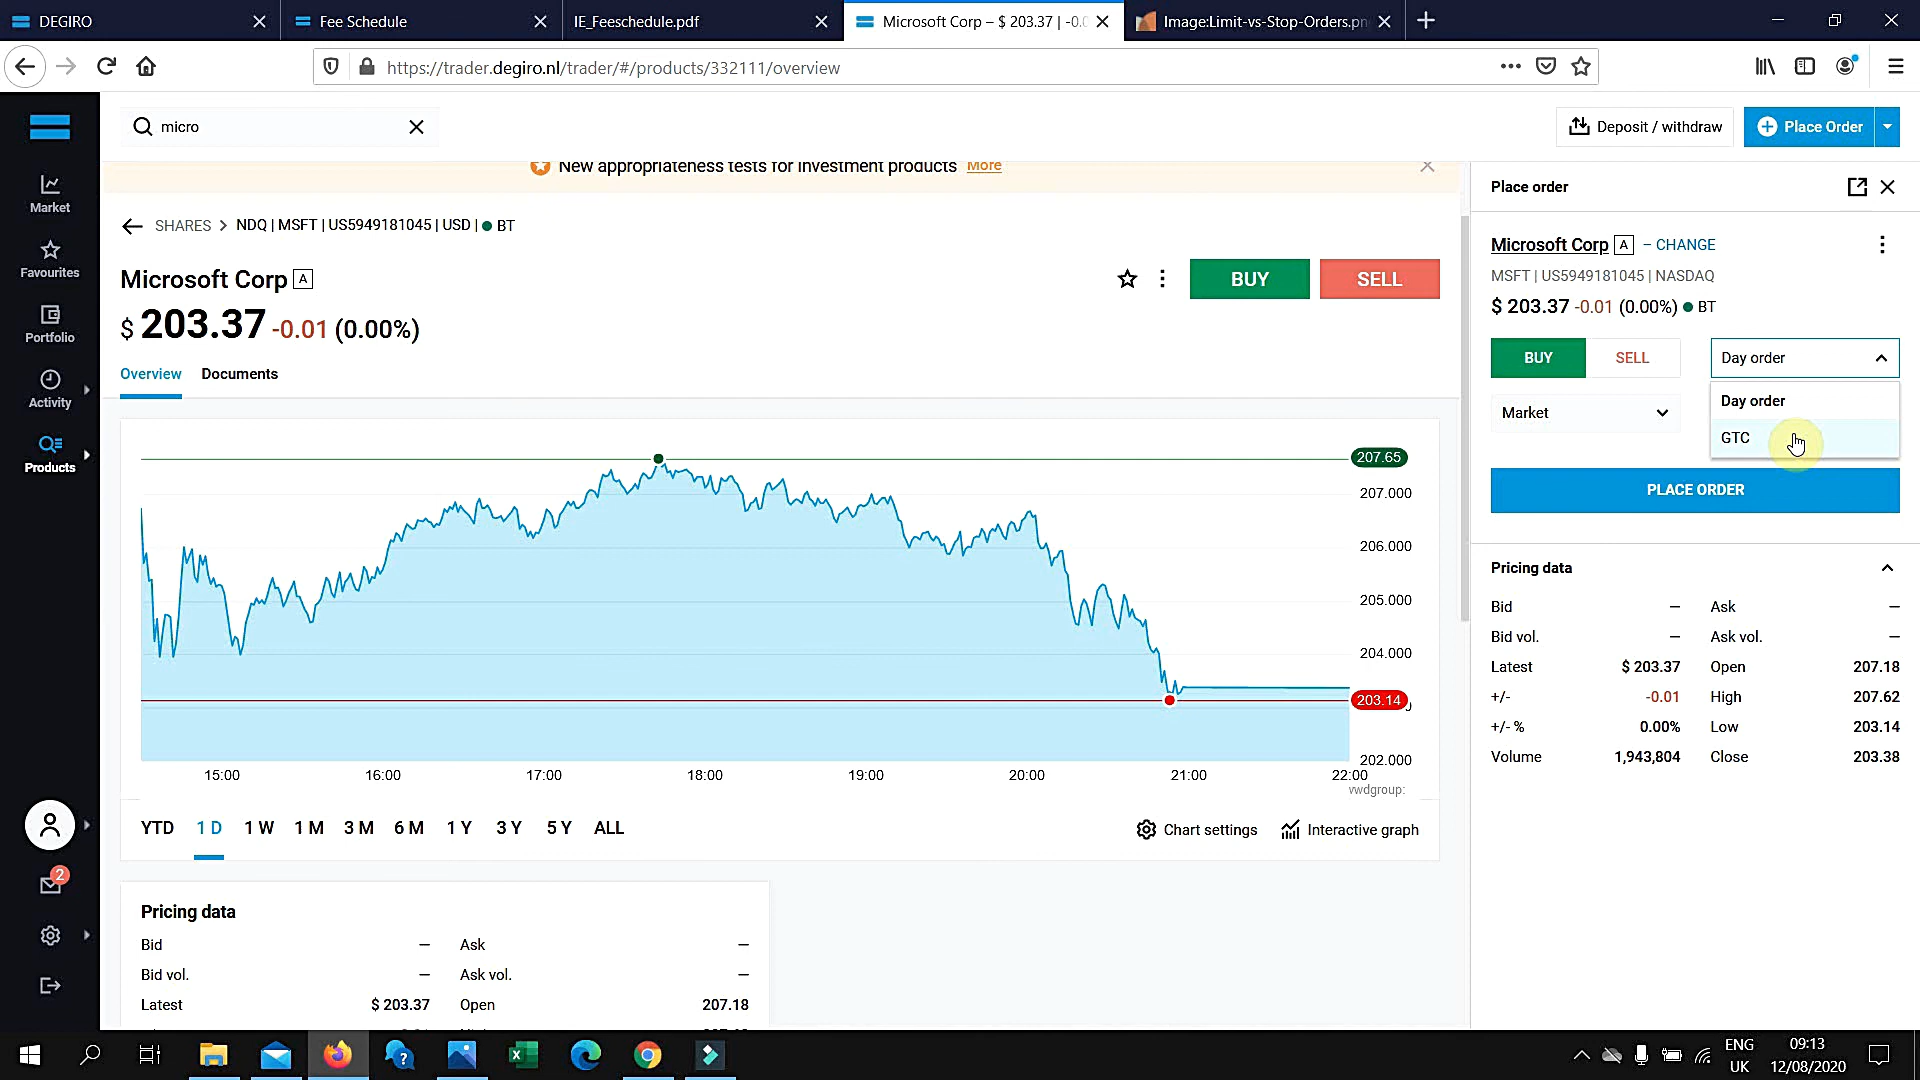 DEGIRO
Fee Schedule
IE_Feeschedule.pdf
Microsoft Corp – $ 203.37 | -0.0
Image:Limit-vs-Stop-Orders.pn
https://trader.degiro.nl/trader/#/products/332111/overview
micro
Deposit / withdraw
Place Order
Market
Favourites
Portfolio
Activity
Products
2
New appropriateness tests for investment products More
SHARES > NDQ | MSFT | US5949181045 | USD | BT
Microsoft Corp A
BUY
SELL
$ 203.37 -0.01 (0.00%)
Overview
Documents
207.65
207.000
206.000
205.000
204.000
203.14
202.000
15:00
16:00
17:00
18:00
19:00
20:00
21:00
22:00
vwdgroup:
YTD
1 D
1 W
1 M
3 M
6 M
1 Y
3 Y
5 Y
ALL
Chart settings
Interactive graph
Pricing data
Bid –
Ask –
Bid vol. –
Ask vol. –
Latest $ 203.37
Open 207.18
Place order
Microsoft Corp A – CHANGE
MSFT | US5949181045 | NASDAQ
$ 203.37 -0.01 (0.00%) BT
BUY
SELL
Day order
Market
Day order
GTC
PLACE ORDER
Pricing data
Bid –
Ask –
Bid vol. –
Ask vol. –
Latest $ 203.37
Open 207.18
+/- -0.01
High 207.62
+/- % 0.00%
Low 203.14
Volume 1,943,804
Close 203.38
ENG
UK
09:13
12/08/2020